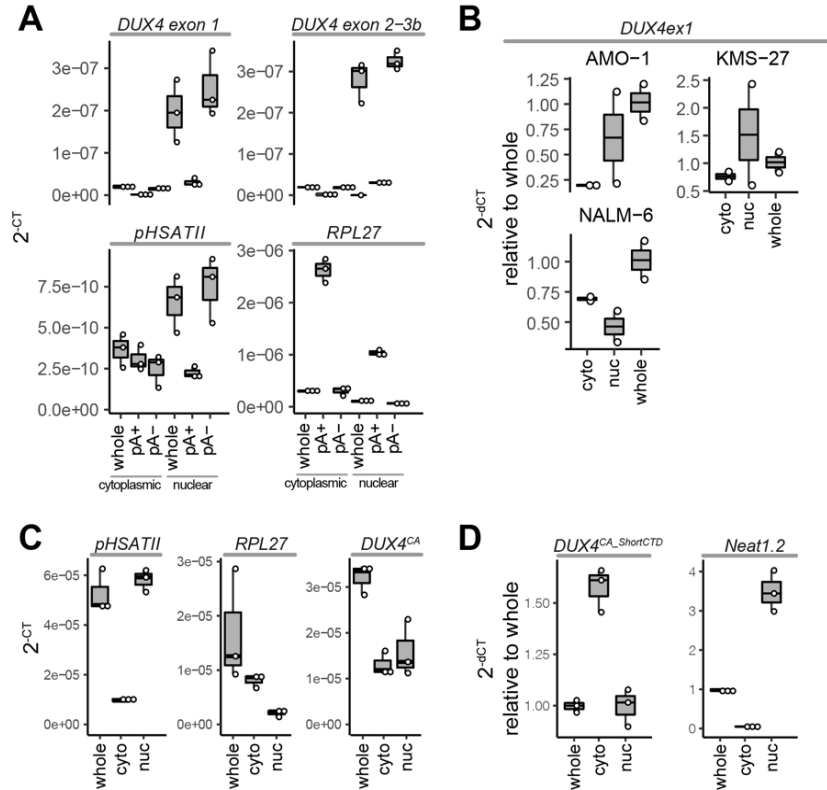 A
DUX4 exon 1
DUX4 exon 2−3b
3e−07
2e−07
1e−07
0e+00
3e−07
2e−07
1e−07
0e+00
2^-CT
pHSATII
RPL27
7.5e−10
5.0e−10
2.5e−10
0.0e+00
3e−06
2e−06
1e−06
0e+00
whole
pA+
pA−
whole
pA+
pA−
cytoplasmic
nuclear
whole
pA+
pA−
whole
pA+
pA−
cytoplasmic
nuclear
B
DUX4ex1
AMO−1
KMS−27
1.25
1.00
0.75
0.50
0.25
2.5
2.0
1.5
1.0
0.5
cyto
nuc
whole
2^-dCT
relative to whole
NALM−6
1.00
0.75
0.50
cyto
nuc
whole
C
pHSATII
RPL27
DUX4^CA
2^-CT
6e−05
4e−05
2e−05
0e+00
3e−05
2e−05
1e−05
0e+00
3e−05
2e−05
1e−05
0e+00
whole
cyto
nuc
whole
cyto
nuc
whole
cyto
nuc
D
DUX4^CA_ShortCTD
Neat1.2
2^-dCT
relative to whole
1.50
1.25
1.00
4
3
2
1
0
whole
cyto
nuc
whole
cyto
nuc